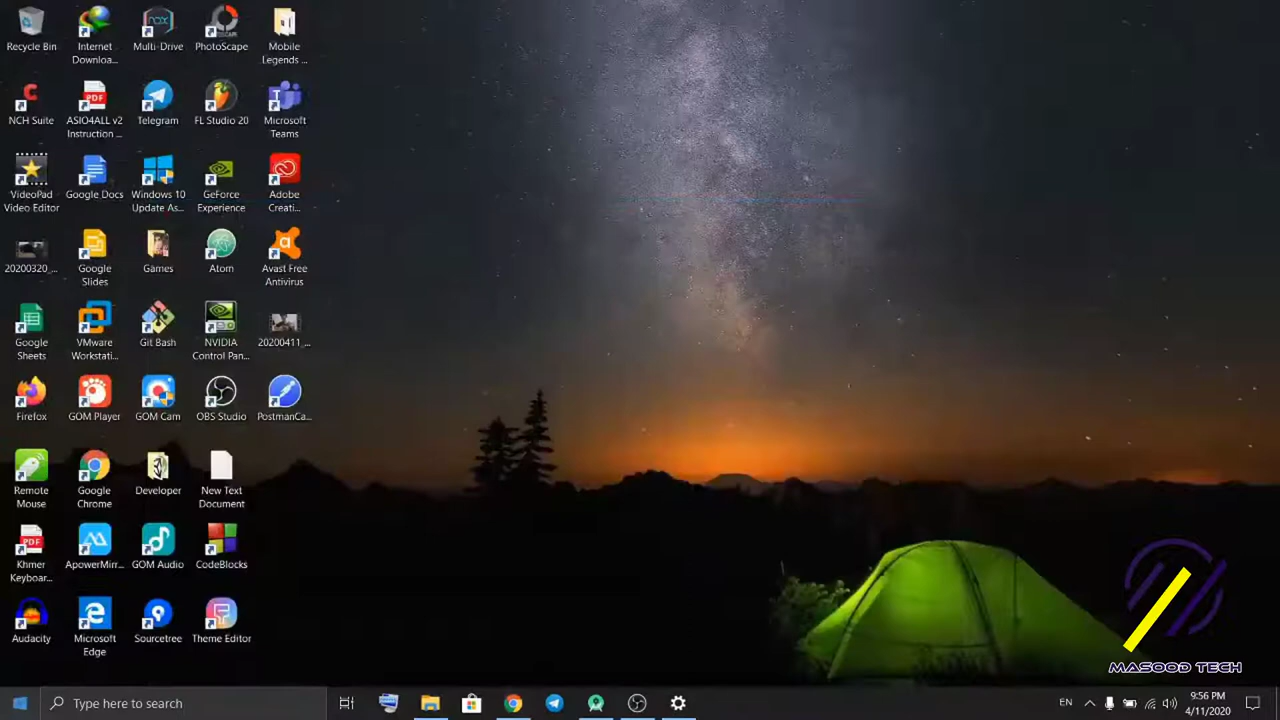 Recycle Bin
Internet
Downloa...
Multi-Drive
PhotoScape
Mobile
Legends ...
NCH Suite
ASIO4ALL v2
Instruction ...
Telegram
FL Studio 20
Microsoft
Teams
VideoPad
Video Editor
Google Docs
Windows 10
Update As...
GeForce
Experience
Adobe
Creati...
20200320_...
Google
Slides
Games
Atom
Avast Free
Antivirus
Google
Sheets
VMware
Workstati...
Git Bash
NVIDIA
Control Pan...
20200411_...
Firefox
GOM Player
GOM Cam
OBS Studio
PostmanCa...
Remote
Mouse
Google
Chrome
Developer
New Text
Document
Khmer
Keyboar...
ApowerMirr...
GOM Audio
CodeBlocks
Audacity
Microsoft
Edge
Sourcetree
Theme Editor
MASOOD TECH
Type here to search
EN
9:56 PM
4/11/2020